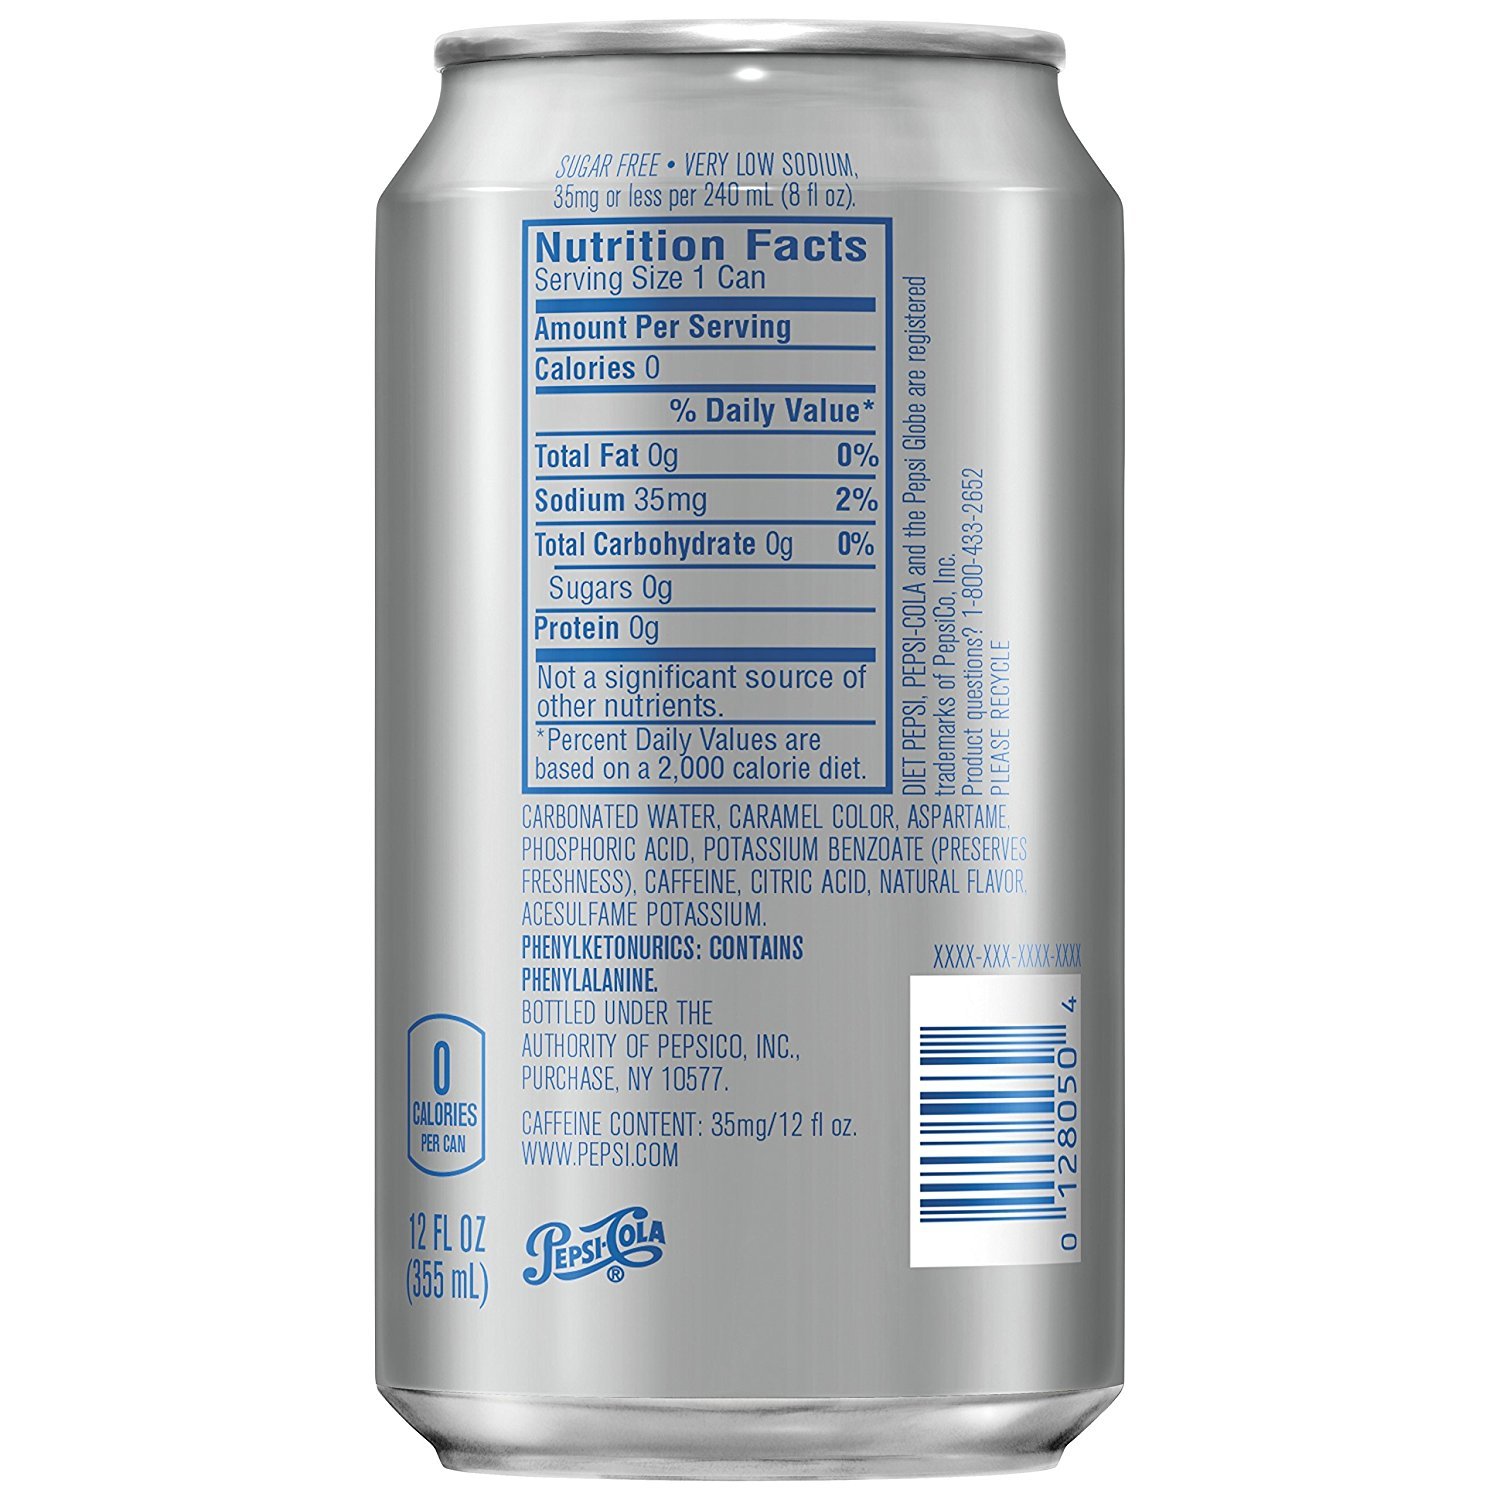 SUGAR FREE • VERY LOW SODIUM,
35mg or less per 240 mL (8 fl oz).
Nutrition Facts
Serving Size 1 Can
Amount Per Serving
Calories 0
% Daily Value*
Total Fat 0g 0%
Sodium 35mg 2%
Total Carbohydrate 0g 0%
Sugars 0g
Protein 0g
Not a significant source of
other nutrients.
*Percent Daily Values are
based on a 2,000 calorie diet.
DIET PEPSI, PEPSI-COLA and the Pepsi Globe are registered
trademarks of PepsiCo, Inc.
Product questions? 1-800-433-2652
PLEASE RECYCLE
CARBONATED WATER, CARAMEL COLOR, ASPARTAME,
PHOSPHORIC ACID, POTASSIUM BENZOATE (PRESERVES
FRESHNESS), CAFFEINE, CITRIC ACID, NATURAL FLAVOR,
ACESULFAME POTASSIUM.
PHENYLKETONURICS: CONTAINS
PHENYLALANINE.
BOTTLED UNDER THE
AUTHORITY OF PEPSICO, INC.,
PURCHASE, NY 10577.
CAFFEINE CONTENT: 35mg/12 fl oz.
WWW.PEPSI.COM
PEPSI-COLA
®
0
CALORIES
PER CAN
12 FL OZ
(355 mL)
XXXX-XXX-XXXX-XXXX
0 128050 4